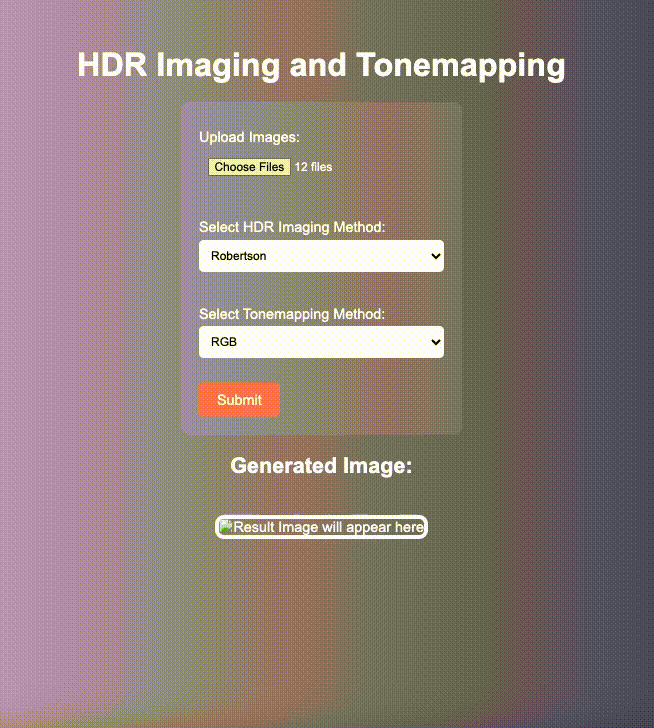 HDR Imaging and Tonemapping
Upload Images:
Choose Files 12 files
Select HDR Imaging Method:
Robertson
Select Tonemapping Method:
RGB
Submit
Generated Image:
Result Image will appear here